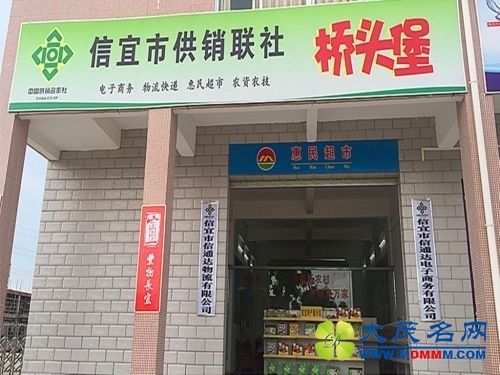 信宜市供销联社 桥头堡
中国供销合作社
CHINA CO-OP
电子商务 物流快递 惠民超市 农资农技
惠民超市
Hui Min Chao Shi
信宜市信通达物流有限公司
信宜市信通达电子商务有限公司
大茂名网
MDMMM.COM